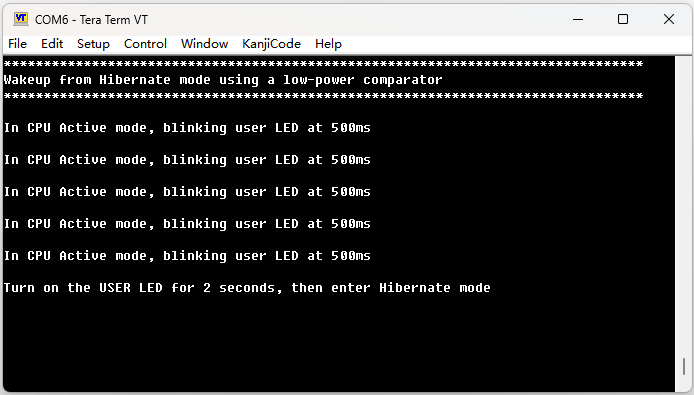 VT COM6 - Tera Term VT
File Edit Setup Control Window KanjiCode Help
********************************************************************************
Wakeup from Hibernate mode using a low-power comparator
********************************************************************************
In CPU Active mode, blinking user LED at 500ms
In CPU Active mode, blinking user LED at 500ms
In CPU Active mode, blinking user LED at 500ms
In CPU Active mode, blinking user LED at 500ms
In CPU Active mode, blinking user LED at 500ms
Turn on the USER LED for 2 seconds, then enter Hibernate mode